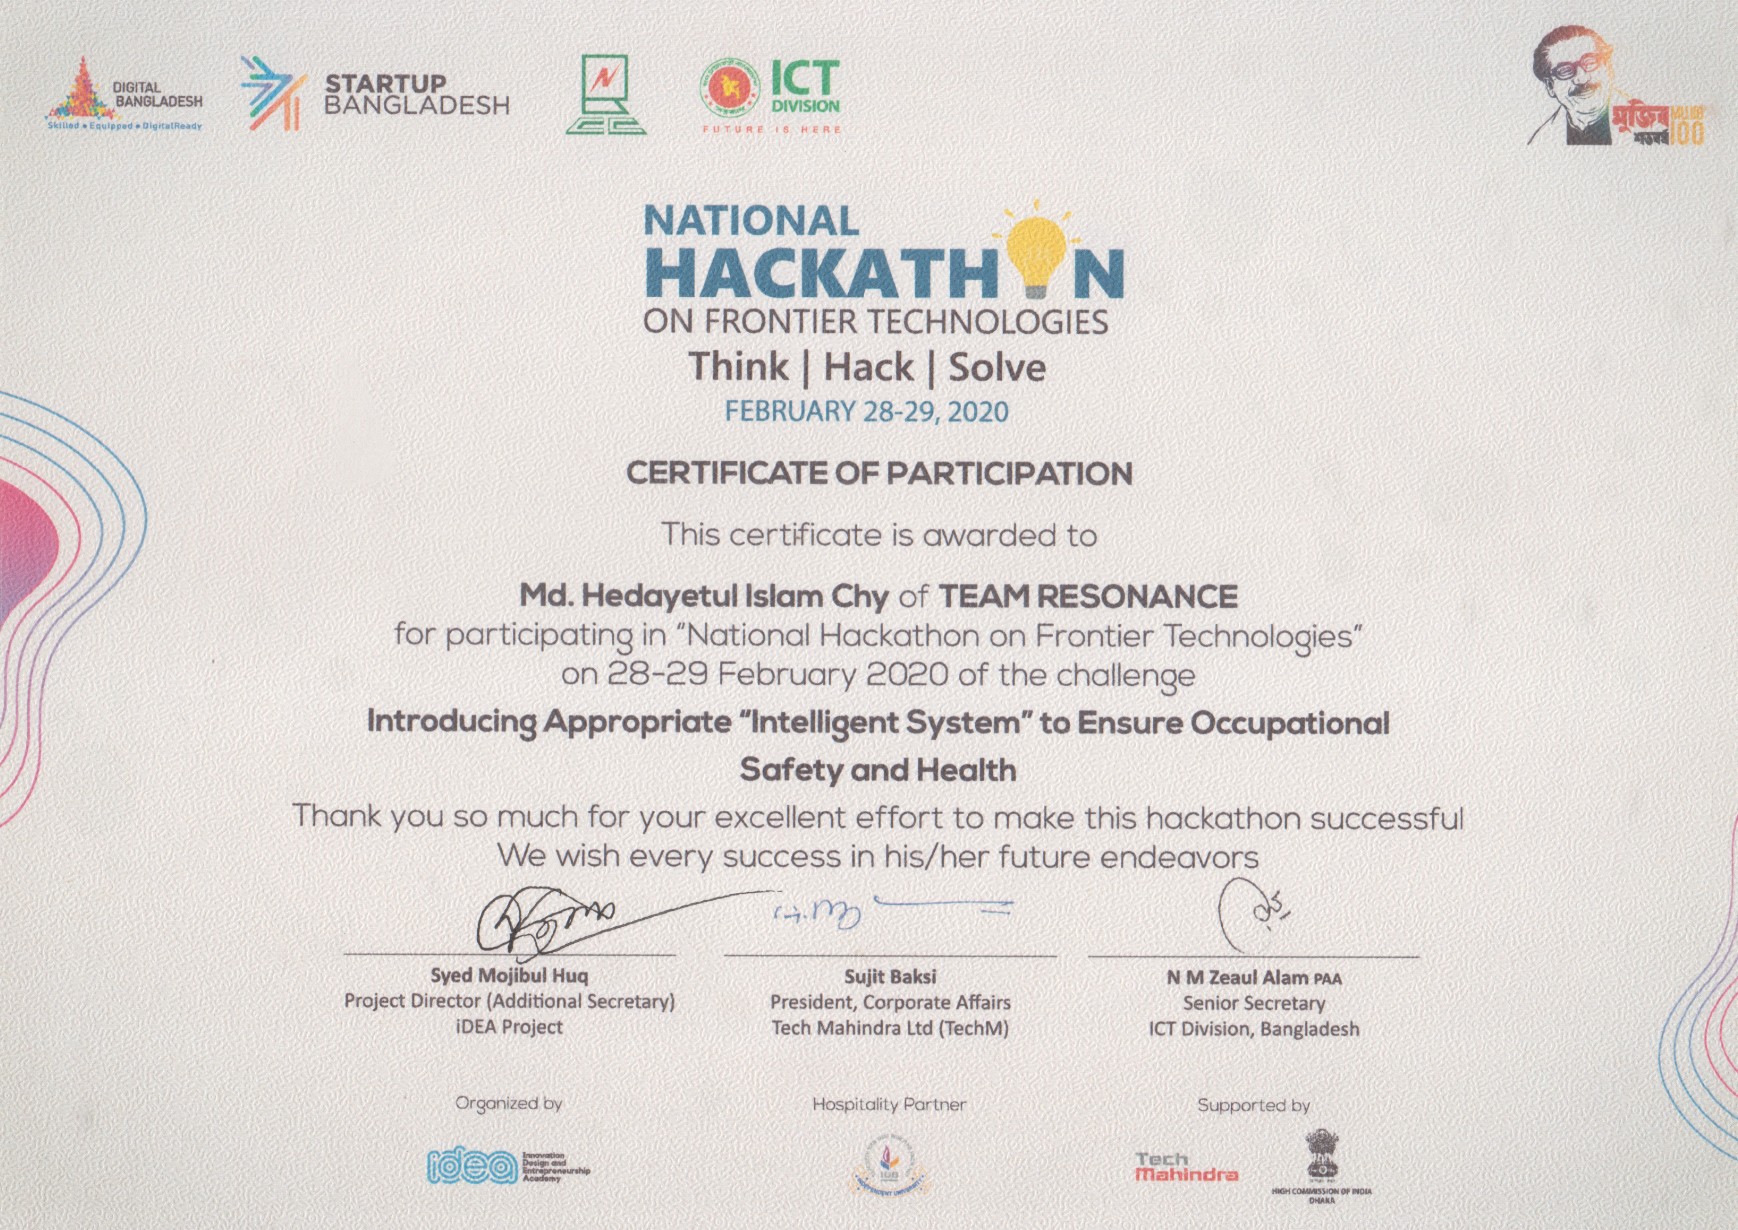 DIGITAL
BANGLADESH
Skilled • Equipped • DigitalReady
STARTUP
BANGLADESH
ICT
DIVISION
FUTURE IS HERE
মুজিব
শতবর্ষ
MUJIB
100
NATIONAL
HACKATHON
ON FRONTIER TECHNOLOGIES
Think | Hack | Solve
FEBRUARY 28-29, 2020
CERTIFICATE OF PARTICIPATION
This certificate is awarded to
Md. Hedayetul Islam Chy of TEAM RESONANCE
for participating in “National Hackathon on Frontier Technologies”
on 28-29 February 2020 of the challenge
Introducing Appropriate “Intelligent System” to Ensure Occupational
Safety and Health
Thank you so much for your excellent effort to make this hackathon successful
We wish every success in his/her future endeavors
Syed Mojibul Huq
Project Director (Additional Secretary)
iDEA Project
Sujit Baksi
President, Corporate Affairs
Tech Mahindra Ltd (TechM)
N M Zeaul Alam PAA
Senior Secretary
ICT Division, Bangladesh
Organized by
idea
Innovation
Design and
Entrepreneurship
Academy
Hospitality Partner
INDEPENDENT UNIVERSITY
Supported by
Tech
Mahindra
HIGH COMMISSION OF INDIA
DHAKA